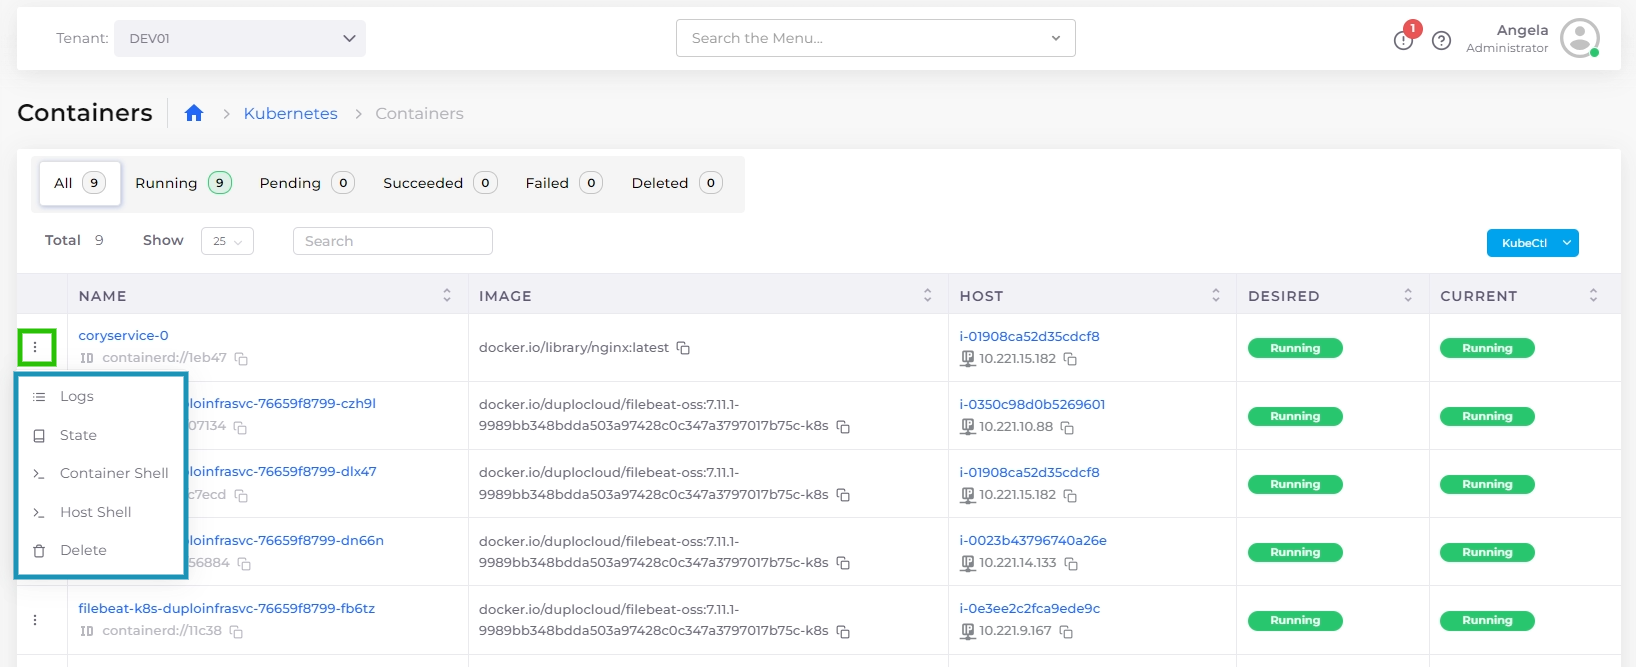 Tenant: DEV01 Search the Menu... 1 Angela
Administrator
Containers Kubernetes Containers
All 9 Running 9 Pending 0 Succeeded 0 Failed 0 Deleted 0
Total 9 Show 25 Search KubeCtl
NAME IMAGE HOST DESIRED CURRENT
coryservice-0
ID containerd://1eb47
docker.io/library/nginx:latest
i-01908ca52d35cdcf8
10.221.15.182
Running Running
Logs
State
Container Shell
Host Shell
Delete
loinfrasvc-76659f8799-czh9l
07134
docker.io/duplocloud/filebeat-oss:7.11.1-
9989bb348bdda503a97428c0c347a3797017b75c-k8s
i-0350c98d0b5269601
10.221.10.88
Running Running
loinfrasvc-76659f8799-dlx47
c7ecd
docker.io/duplocloud/filebeat-oss:7.11.1-
9989bb348bdda503a97428c0c347a3797017b75c-k8s
i-01908ca52d35cdcf8
10.221.15.182
Running Running
loinfrasvc-76659f8799-dn66n
56884
docker.io/duplocloud/filebeat-oss:7.11.1-
9989bb348bdda503a97428c0c347a3797017b75c-k8s
i-0023b43796740a26e
10.221.14.133
Running Running
filebeat-k8s-duploinfrasvc-76659f8799-fb6tz
ID containerd://11c38
docker.io/duplocloud/filebeat-oss:7.11.1-
9989bb348bdda503a97428c0c347a3797017b75c-k8s
i-0e3ee2c2fca9ede9c
10.221.9.167
Running Running